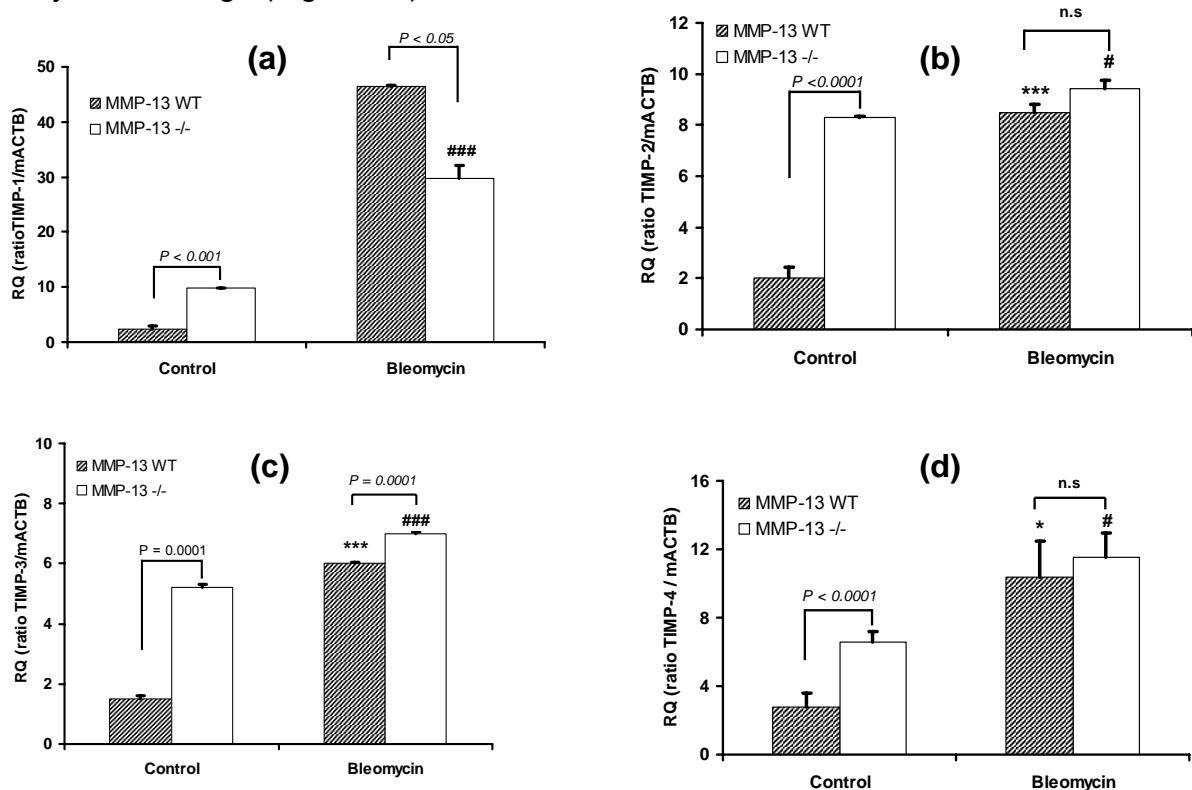 (a)
MMP-13 WT
MMP-13 -/-
P < 0.05
P < 0.001
###
RQ (ratioTIMP-1/mACTB)
50
40
30
20
10
0
Control
Bleomycin
(b)
MMP-13 WT
MMP-13 -/-
n.s
P <0.0001
***
#
RQ (ratio TIMP-2/mACTB)
12
10
8
6
4
2
0
Control
Bleomycin
(c)
MMP-13 WT
MMP-13 -/-
P = 0.0001
P = 0.0001
***
###
RQ (ratio TIMP-3/mACTB)
10
8
6
4
2
0
Control
Bleomycin
(d)
MMP-13 WT
MMP-13 -/-
n.s
P < 0.0001
*
#
RQ (ratio TIMP-4 / mACTB)
16
12
8
4
0
Control
Bleomycin